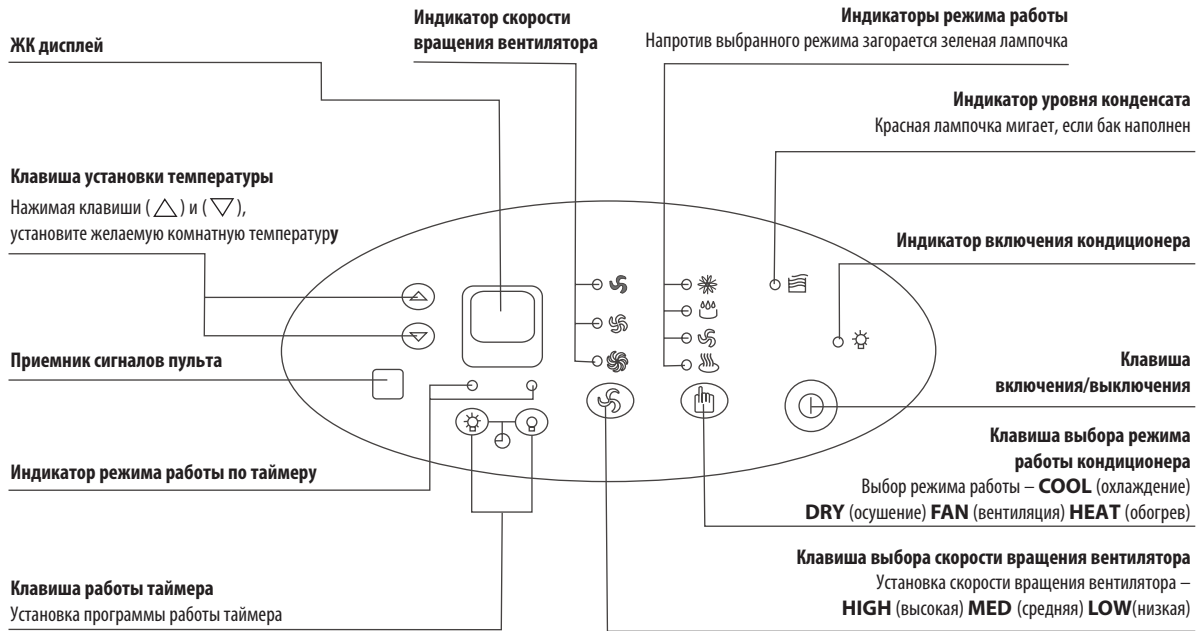 ЖК дисплей
Индикатор скорости
вращения вентилятора
Индикаторы режима работы
Напротив выбранного режима загорается зеленая лампочка
Индикатор уровня конденсата
Красная лампочка мигает, если бак наполнен
Клавиша установки температуры
Нажимая клавиши ( △ ) и ( ▽ ),
установите желаемую комнатную температуру
Индикатор включения кондиционера
Приемник сигналов пульта
Клавиша
включения/выключения
Индикатор режима работы по таймеру
Клавиша выбора режима
работы кондиционера
Выбор режима работы – COOL (охлаждение)
DRY (осушение) FAN (вентиляция) HEAT (обогрев)
Клавиша работы таймера
Установка программы работы таймера
Клавиша выбора скорости вращения вентилятора
Установка скорости вращения вентилятора –
HIGH (высокая) MED (средняя) LOW(низкая)